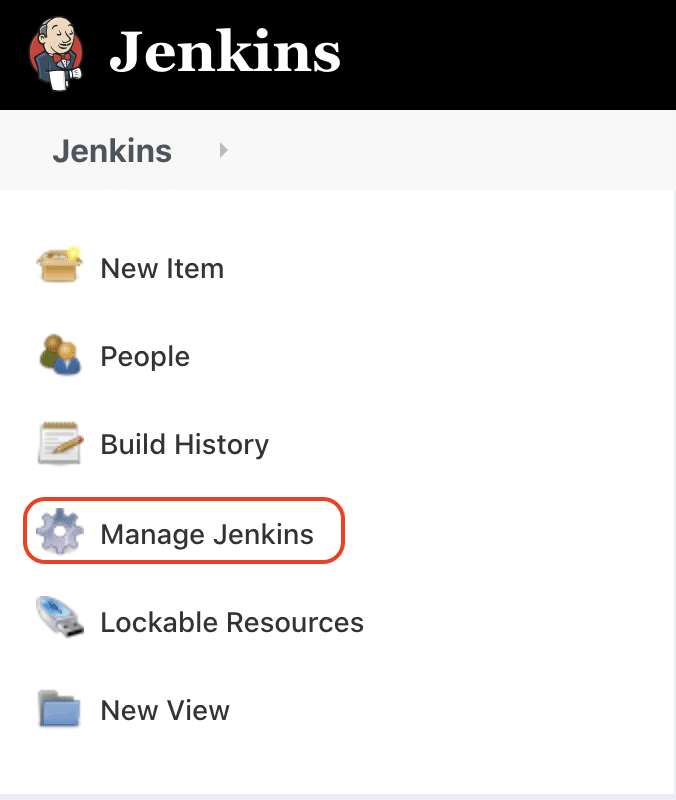 Jenkins
Jenkins
New Item
People
Build History
Manage Jenkins
Lockable Resources
New View